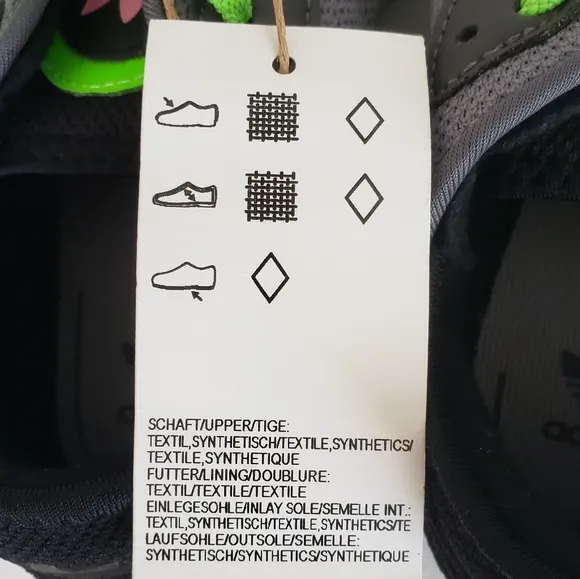 SCHAFT/UPPER/TIGE:
TEXTIL,SYNTHETISCH/TEXTILE,SYNTHETICS/
TEXTILE,SYNTHETIQUE
FUTTER/LINING/DOUBLURE:
TEXTIL/TEXTILE/TEXTILE
EINLEGESOHLE/INLAY SOLE/SEMELLE INT.:
TEXTIL,SYNTHETISCH/TEXTILE,SYNTHETICS/TE
LAUFSOHLE/OUTSOLE/SEMELLE:
SYNTHETISCH/SYNTHETICS/SYNTHETIQUE